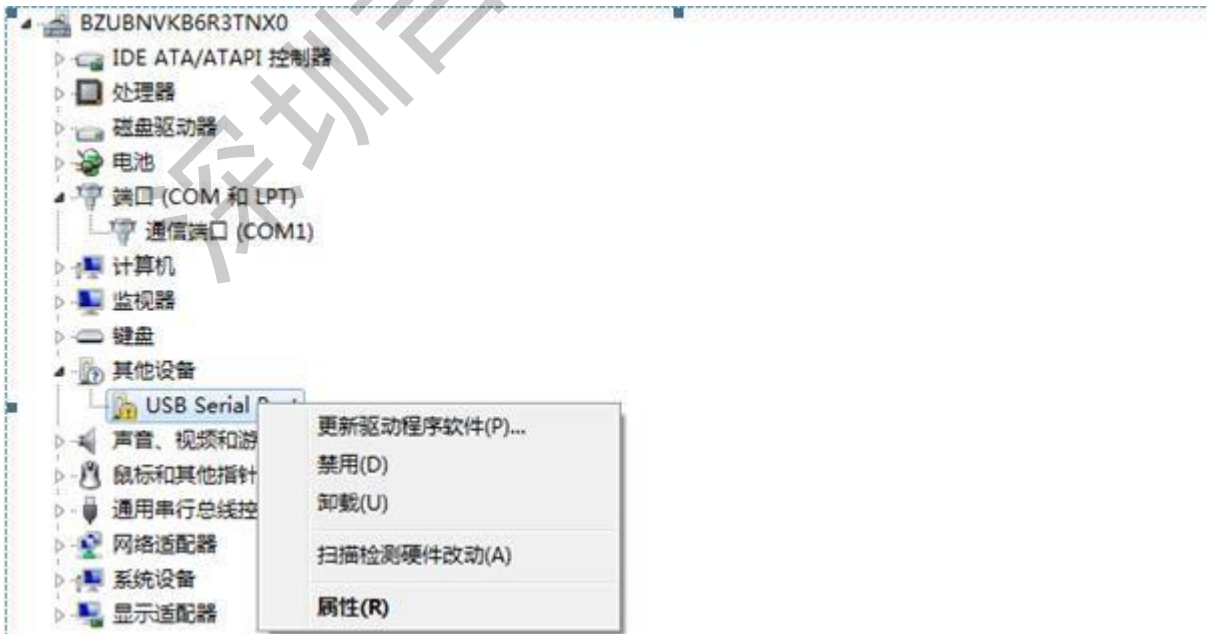 BZUBNVKB6R3TNX0
IDE ATA/ATAPI 控制器
处理器
磁盘驱动器
电池
端口 (COM 和 LPT)
通信端口 (COM1)
计算机
监视器
键盘
其他设备
USB Serial
声音、视频和游
鼠标和其他指针
通用串行总线控
网络适配器
系统设备
显示适配器
更新驱动程序软件(P)...
禁用(D)
卸载(U)
扫描检测硬件改动(A)
属性(R)
深圳